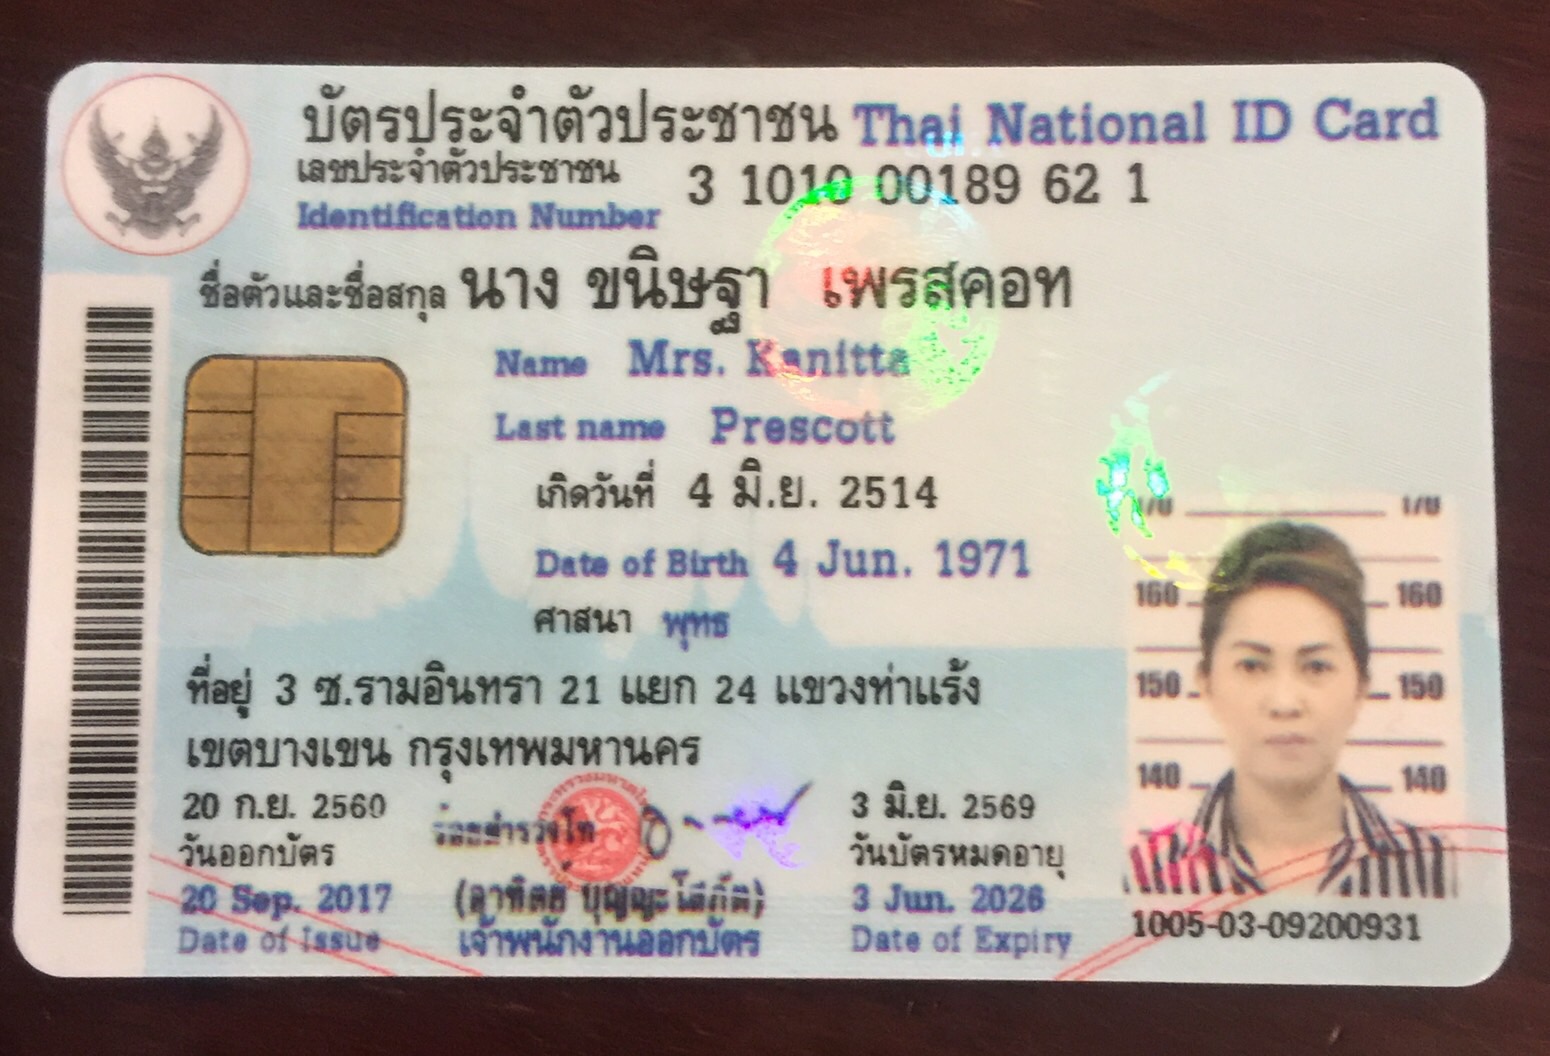 บัตรประจำตัวประชาชน Thai National ID Card
เลขประจำตัวประชาชน 3 1010 00189 62 1
Identification Number
ชื่อตัวและชื่อสกุล นาง ขนิษฐา เพรสคอท
Name Mrs. Kanitta
Last name Prescott
เกิดวันที่ 4 มิ.ย. 2514
Date of Birth 4 Jun. 1971
ศาสนา พุทธ
ที่อยู่ 3 ซ.รามอินทรา 21 แยก 24 แขวงท่าแร้ง
เขตบางเขน กรุงเทพมหานคร
20 ก.ย. 2560
วันออกบัตร
20 Sep. 2017
Date of Issue
ร้อยตำรวจโท
เจ้าพนักงานออกบัตร
3 มิ.ย. 2569
วันบัตรหมดอายุ
3 Jun. 2026
Date of Expiry
170 170
160 160
150 150
140 140
1005-03-09200931